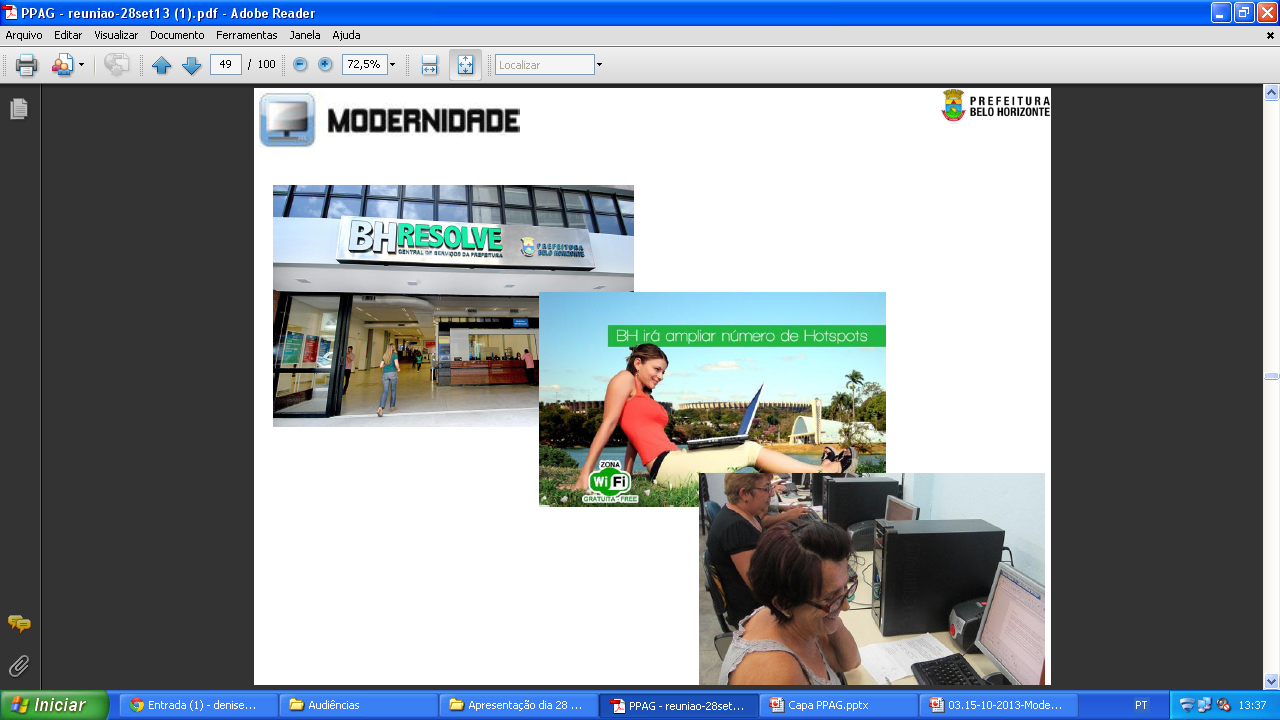 PPAG - reuniao-28set13 (1).pdf - Adobe Reader
Arquivo Editar Visualizar Documento Ferramentas Janela Ajuda
49 / 100 72,5% Localizar
MODERNIDADE
PREFEITURA
BELO HORIZONTE
BHRESOLVE
CENTRAL DE SERVIÇOS DA PREFEITURA
PREFEITURA
BELO HORIZONTE
BH irá ampliar número de Hotspots
ZONA
WiFi
GRATUITA - FREE
Iniciar
Entrada (1) - denise...
Audiências
Apresentação dia 28 ...
PPAG - reuniao-28set...
Capa PPAG.pptx
03.15-10-2013-Mode...
PT
13:37